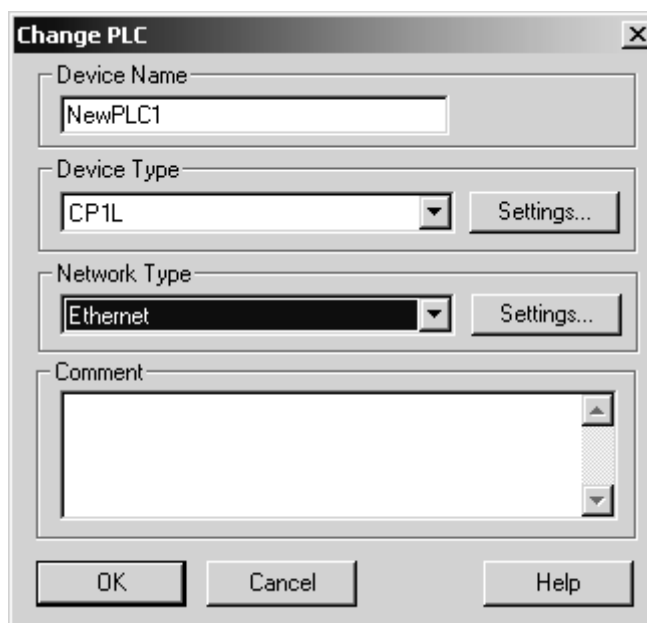 Change PLC
Device Name
NewPLC1
Device Type
CP1L
Settings...
Network Type
Ethernet
Settings...
Comment
OK
Cancel
Help